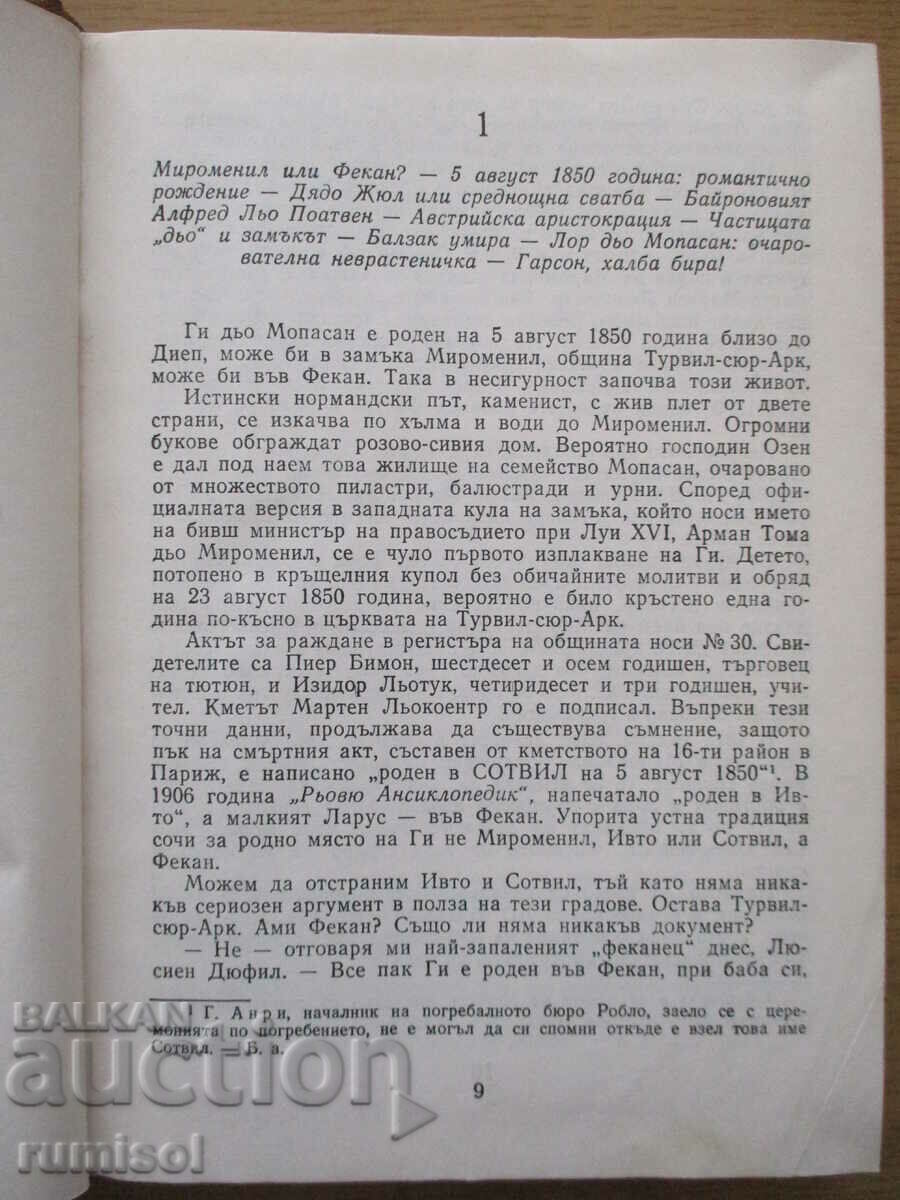 1
Мироменил или Фекан? — 5 август 1850 година: романтично
рождение — Дядо Жюл или среднощна сватба — Байроновият
Алфред Льо Поатвен — Австрийска аристокрация — Частицата
„дьо“ и замъкът — Балзак умира — Лор дьо Мопасан: очаро-
вателна неврастеничка — Гарсон, халба бира!
Ги дьо Мопасан е роден на 5 август 1850 година близо до
Диеп, може би в замъка Мироменил, община Турвил-сюр-Арк,
може би във Фекан. Така в несигурност започва този живот.
Истински нормандски път, каменист, с жив плет от двете
страни, се изкачва по хълма и води до Мироменил. Огромни
букове обграждат розово-сивия дом. Вероятно господин Озен
е дал под наем това жилище на семейство Мопасан, очаровано
от множеството пиластри, балюстради и урни. Според офи-
циалната версия в западната кула на замъка, който носи името
на бивш министър на правосъдието при Луи XVI, Арман Тома
дьо Мироменил, се е чуло първото изплакване на Ги. Детето,
потопено в кръщелния купол без обичайните молитви и обряд
на 23 август 1850 година, вероятно е било кръстено една го-
дина по-късно в църквата на Турвил-сюр-Арк.
Актът за раждане в регистъра на общината носи № 30. Сви-
детелите са Пиер Бимон, шестдесет и осем годишен, търговец
на тютюн, и Изидор Льотук, четиридесет и три годишен, учи-
тел. Кметът Мартен Льокоентр го е подписал. Въпреки тези
точни данни, продължава да съществува съмнение, защото
пък на смъртния акт, съставен от кметството на 16-ти район в
Париж, е написано „роден в СОТВИЛ на 5 август 1850“¹. В
1906 година „Рьовю Ансиклопедик“, напечатало „роден в Ив-
то“, а малкият Ларус — във Фекан. Упорита устна традиция
сочи за родно място на Ги не Мироменил, Ивто или Сотвил, а
Фекан.
Можем да отстраним Ивто и Сотвил, тъй като няма ника-
къв сериозен аргумент в полза на тези градове. Остава Турвил-
сюр-Арк. Ами Фекан? Също ли няма никакъв документ?
— Не — отговаря ми най-запаленият „феканец“ днес, Лю-
сиен Дюфил. — Все пак Ги е роден във Фекан, при баба си,
¹ Г. Анри, началник на погребалното бюро Робло, заело се с цере-
монията по погребението, не е могъл да си спомни откъде е взел това име
Сотвил. — Б. а.
9
BALKAN
auction
rumisol